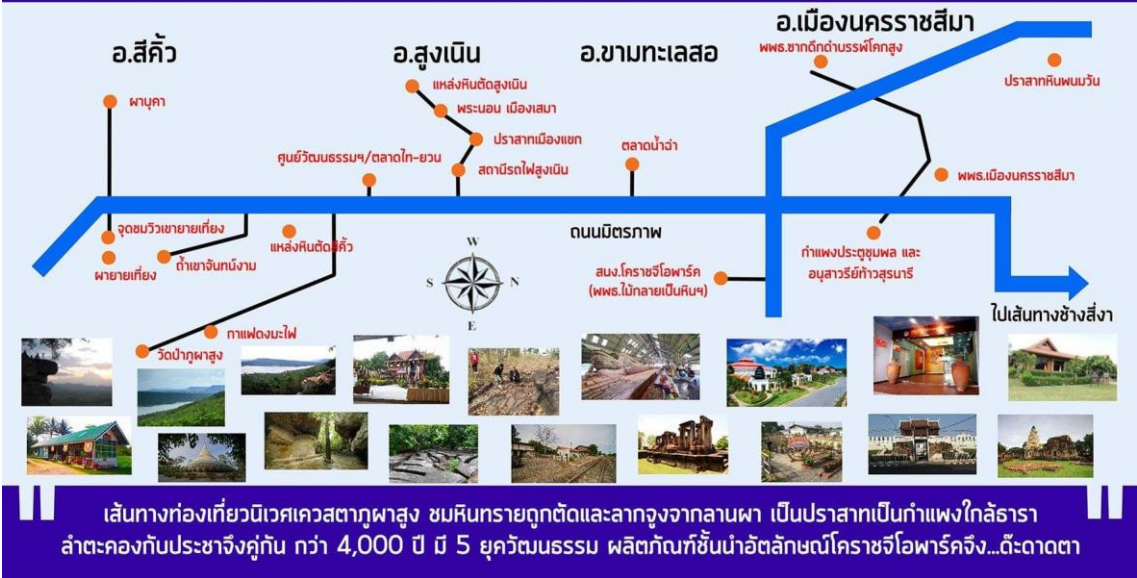 อ.สีคิ้ว
อ.สูงเนิน
อ.ขามทะเลสอ
อ.เมืองนครราชสีมา
พพธ.ซากดึกดำบรรพ์โคกสูง
ปราสาทหินพนมวัน
แหล่งหินตัดสูงเนิน
ผาบุคา
พระนอน เมืองเสมา
ปราสาทเมืองแขก
ตลาดน้ำฉ่า
ศูนย์วัฒนธรรมฯ/ตลาดไท-ยวน
สถานีรถไฟสูงเนิน
พพธ.เมืองนครราชสีมา
จุดชมวิวเขายายเที่ยง
ถนนมิตรภาพ
แหล่งหินตัดสีคิ้ว
ผายายเที่ยง
ถ้ำเขาจันทน์งาม
กำแพงประตูชุมพล และ
อนุสาวรีย์ท้าวสุรนารี
สนง.โคราชจีโอพาร์ค
(พพธ.ไม้กลายเป็นหินฯ)
W
S
N
E
ไปเส้นทางช้างสี่งา
กาแฟดงมะไฟ
วัดป่าภูผาสูง
เส้นทางท่องเที่ยวนิเวศเควสตาภูผาสูง ชมหินทรายถูกตัดและลากจูงจากลานผา เป็นปราสาทเป็นกำแพงใกล้ธารา
ลำตะคองกับประชาจึงคู่กัน กว่า 4,000 ปี มี 5 ยุควัฒนธรรม ผลิตภัณฑ์ชั้นนำอัตลักษณ์โคราชจีโอพาร์คจึง...ด๊ะดาดตา